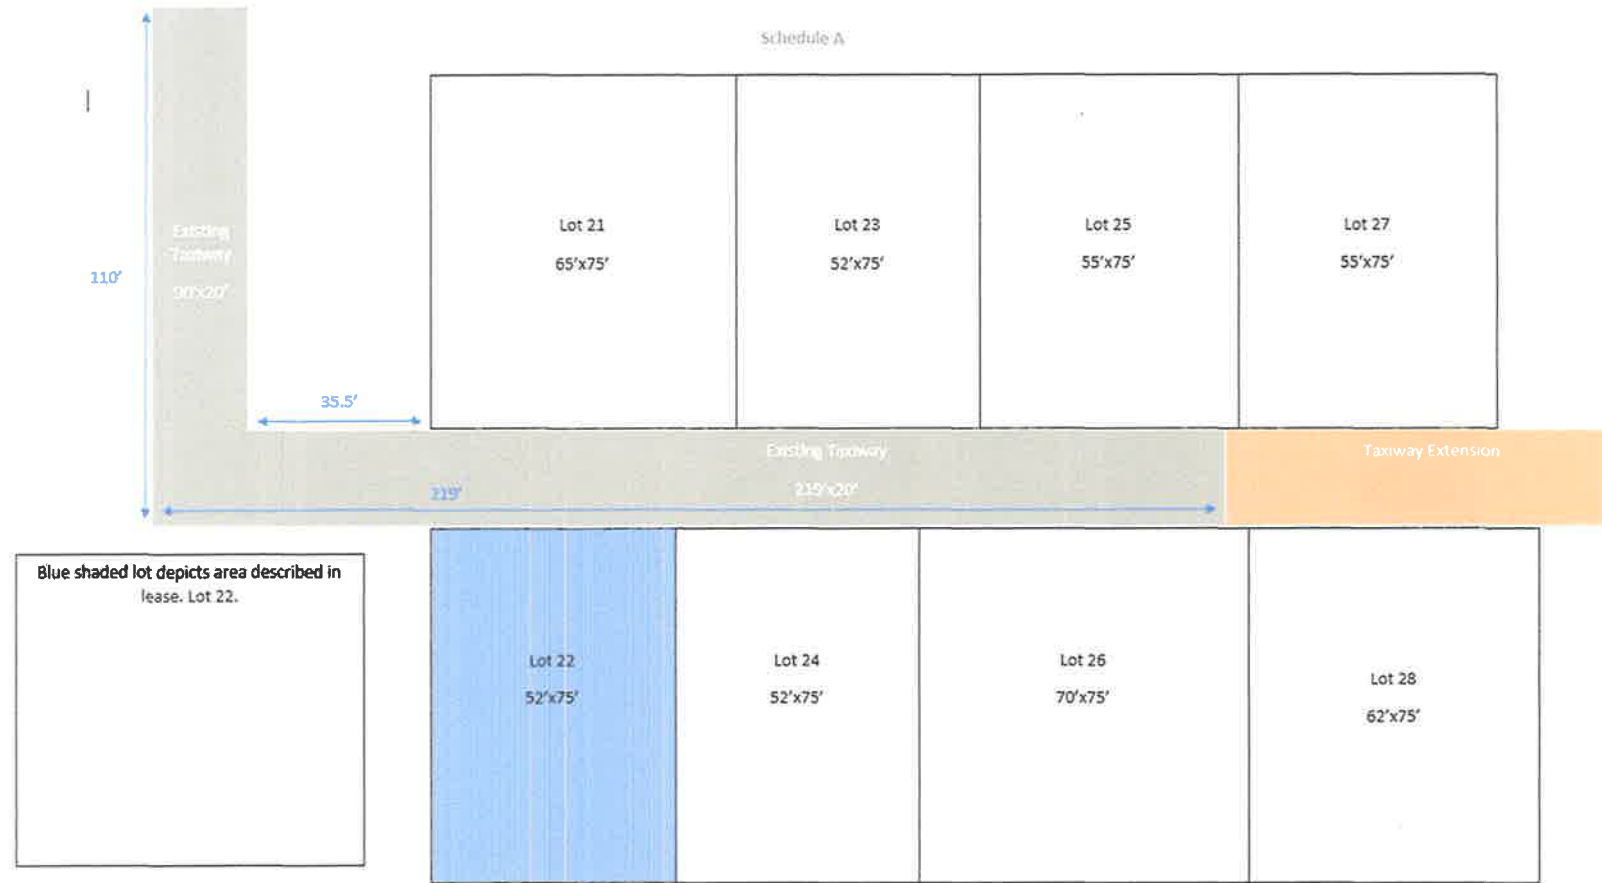 Schedule A
Lot 21
65'x75'
Lot 23
52'x75'
Lot 25
55'x75'
Lot 27
55'x75'
Existing
Taxiway
90'x20'
110'
35.5'
Existing Taxiway
219'x20'
Taxiway Extension
219'
Blue shaded lot depicts area described in
lease. Lot 22.
Lot 22
52'x75'
Lot 24
52'x75'
Lot 26
70'x75'
Lot 28
62'x75'